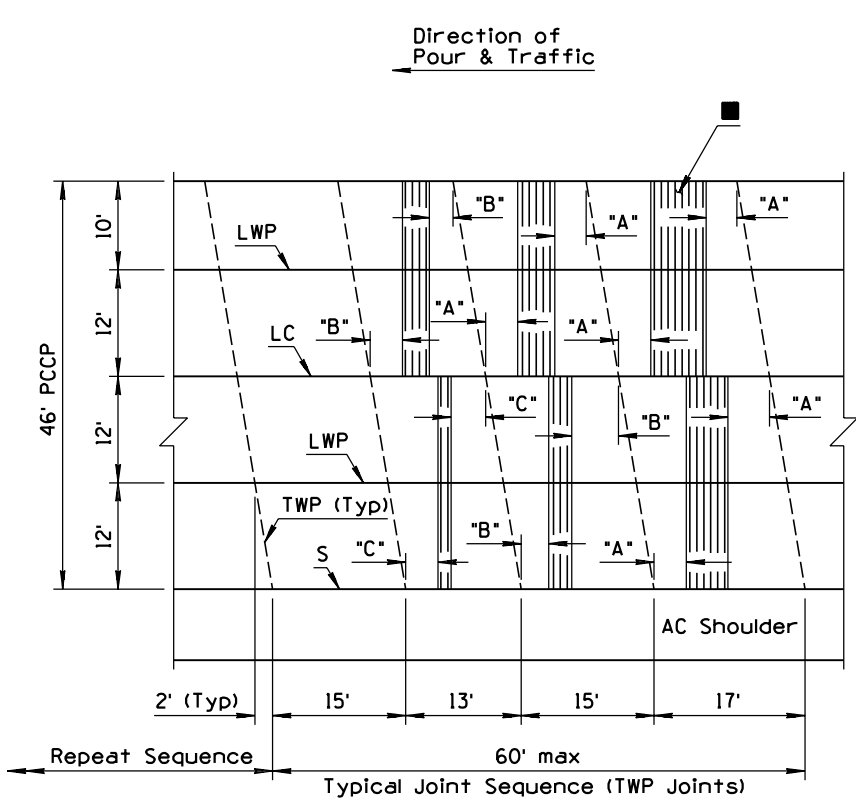 Direction of
Pour & Traffic
"B"
"A"
"A"
10'
LWP
12'
"B"
"A"
"A"
LC
46' PCCP
12'
"C"
"B"
"A"
LWP
12'
TWP (Typ)
"C"
"B"
"A"
S
AC Shoulder
2' (Typ)
15'
13'
15'
17'
Repeat Sequence
60' max
Typical Joint Sequence (TWP Joints)